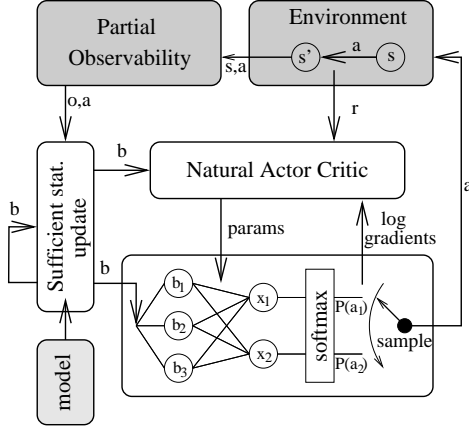 Partial
Observability
Environment
s'
a
s
s,a
o,a
r
a
Sufficient stat.
update
b
b
b
Natural Actor Critic
params
log
gradients
b1
b2
b3
x1
x2
softmax
P(a1)
P(a2)
sample
model